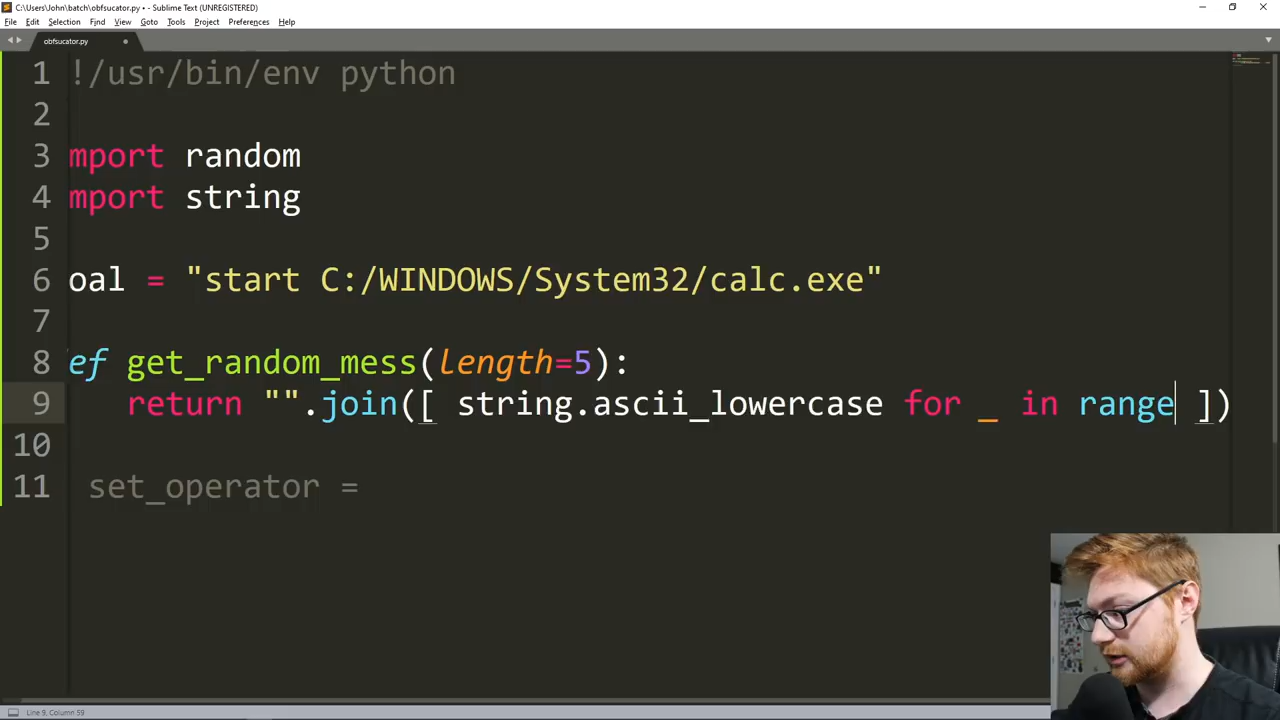 C:\Users\John\batch\obfsucator.py • - Sublime Text (UNREGISTERED)
File Edit Selection Find View Goto Tools Project Preferences Help
obfsucator.py
1 !/usr/bin/env python
2
3 mport random
4 mport string
5
6 oal = "start C:/WINDOWS/System32/calc.exe"
7
8 ef get_random_mess(length=5):
9 return "".join([ string.ascii_lowercase for _ in range ])
10
11 set_operator =
Line 9, Column 59